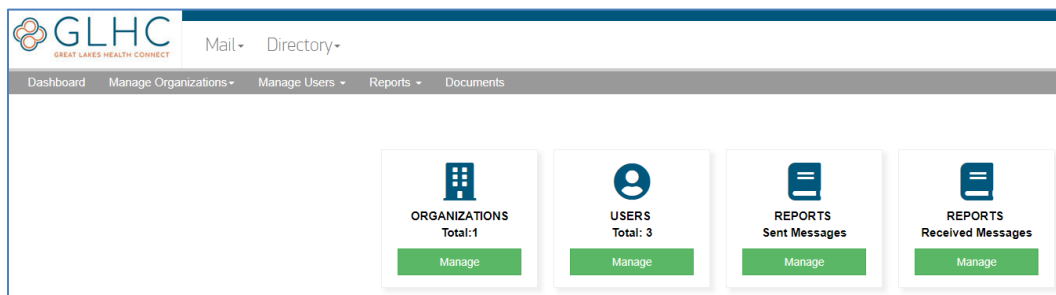 GLHC
GREAT LAKES HEALTH CONNECT
Mail Directory
Dashboard Manage Organizations Manage Users Reports Documents
ORGANIZATIONS
Total:1
Manage
USERS
Total: 3
Manage
REPORTS
Sent Messages
Manage
REPORTS
Received Messages
Manage